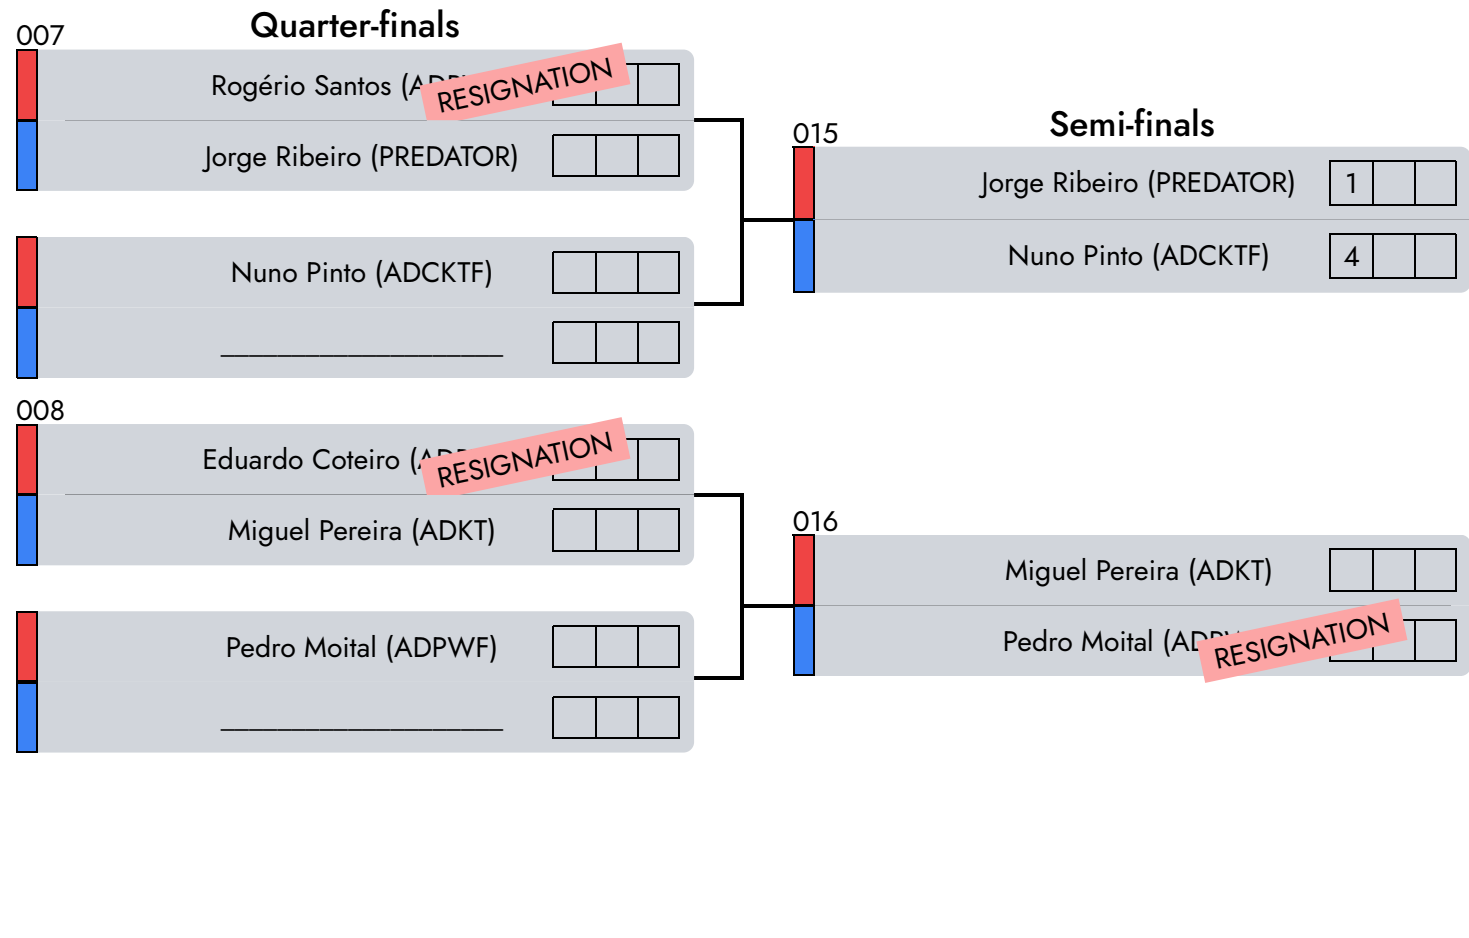 Quarter-finals
007
Rogério Santos
RESIGNATION
Jorge Ribeiro (PREDATOR)
Nuno Pinto (ADCKTF)
____________________
008
Eduardo Coteiro
RESIGNATION
Miguel Pereira (ADKT)
Pedro Moital (ADPWF)
____________________
Semi-finals
015
Jorge Ribeiro (PREDATOR) 1
Nuno Pinto (ADCKTF) 4
016
Miguel Pereira (ADKT)
Pedro Moital
RESIGNATION